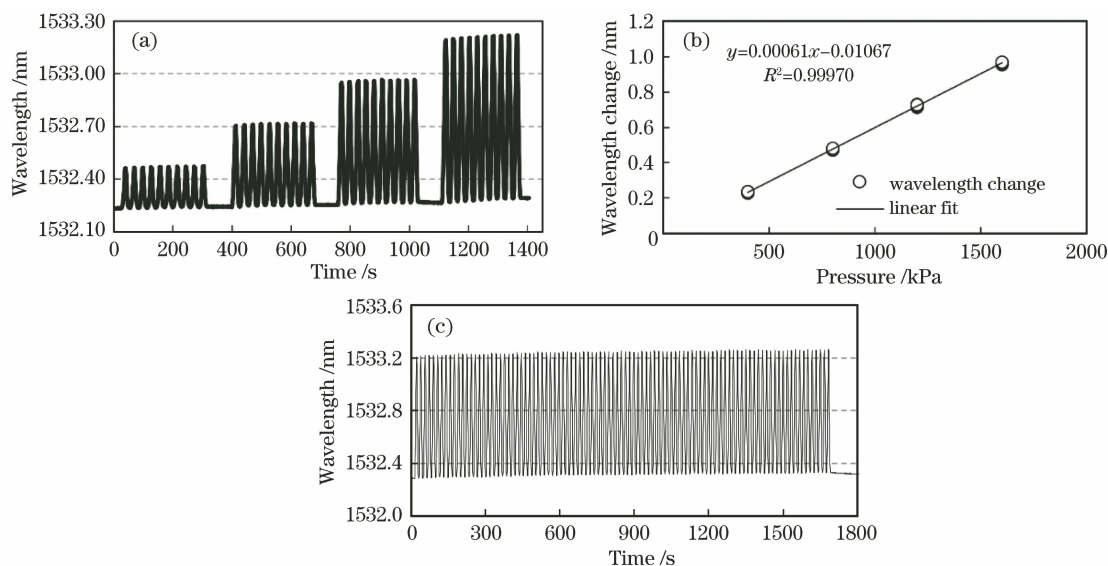 (a)
Wavelength /nm
1533.30
1533.00
1532.70
1532.40
1532.10
0 200 400 600 800 1000 1200 1400
Time /s
(b)
y=0.00061x−0.01067
R²=0.99970
Wavelength change /nm
1.2
1.0
0.8
0.6
0.4
0.2
0
wavelength change
linear fit
500 1000 1500 2000
Pressure /kPa
(c)
Wavelength /nm
1533.6
1533.2
1532.8
1532.4
1532.0
0 300 600 900 1200 1500 1800
Time /s